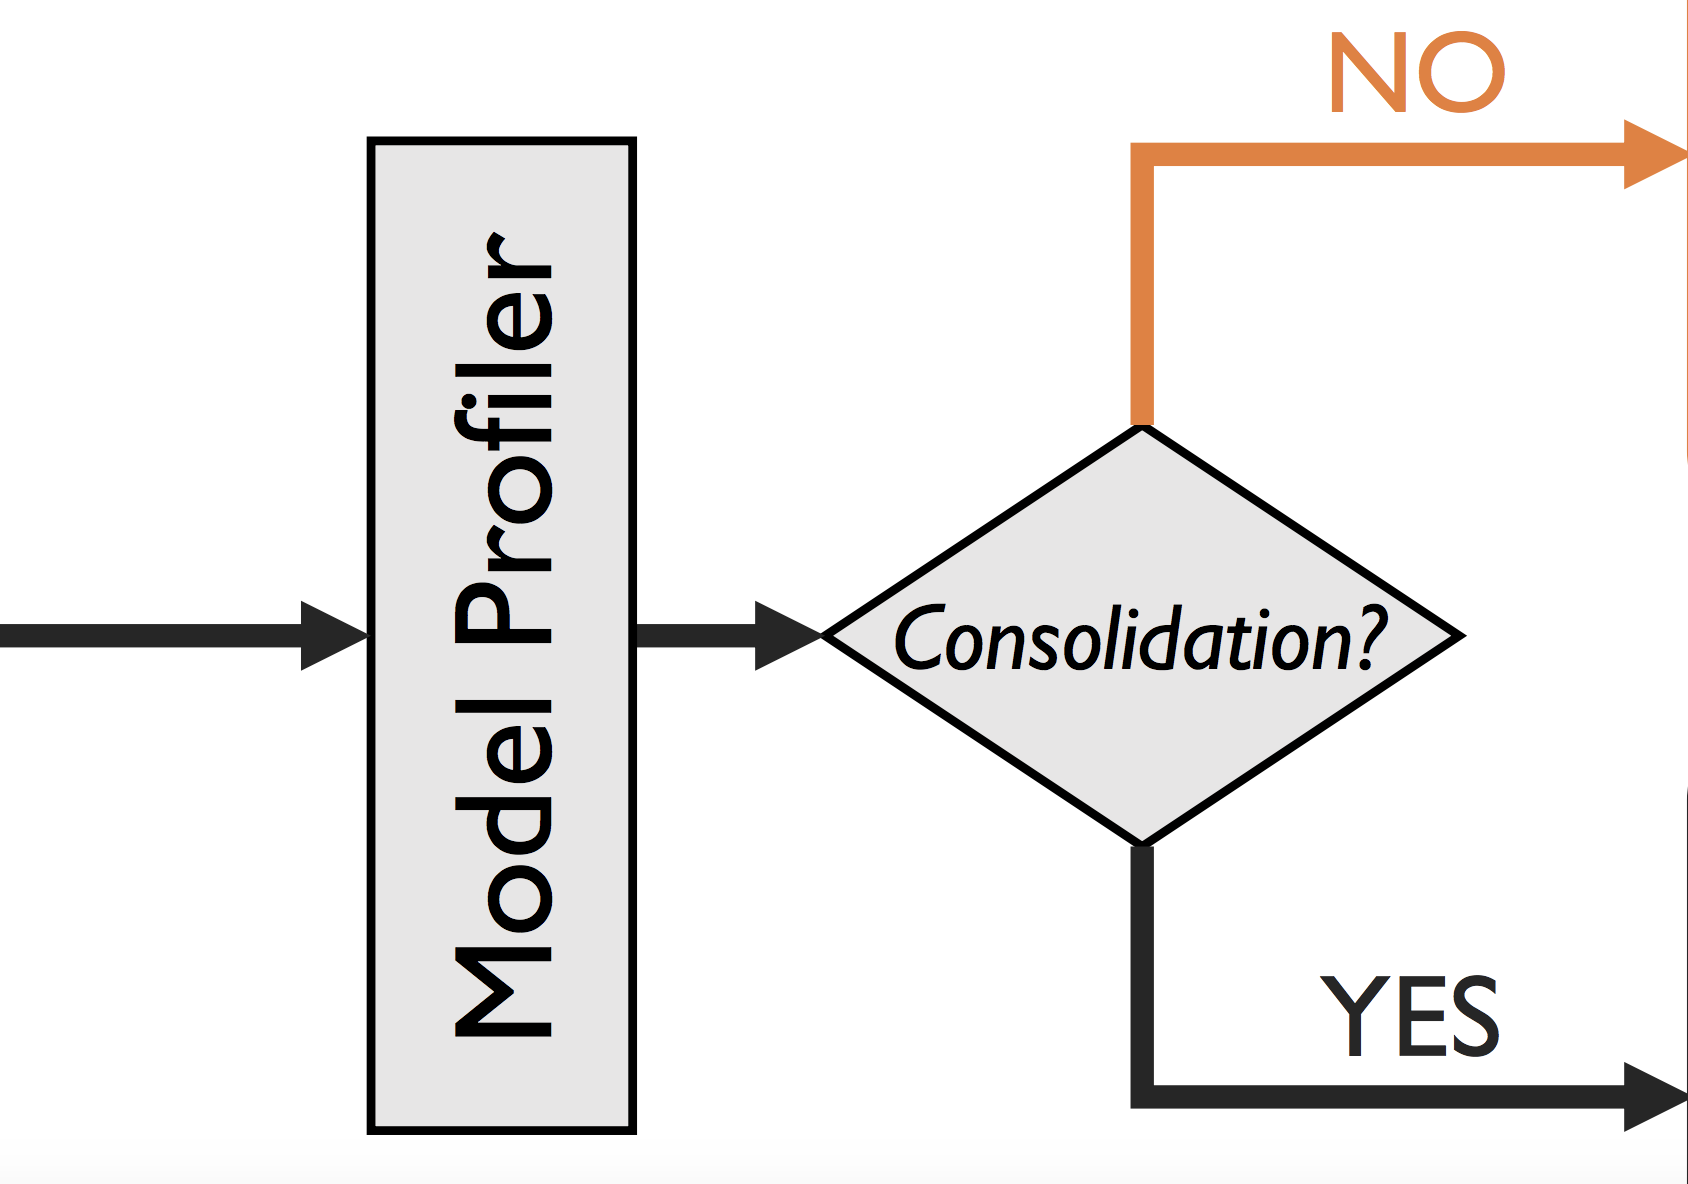 Model Profiler
Consolidation?
NO
YES